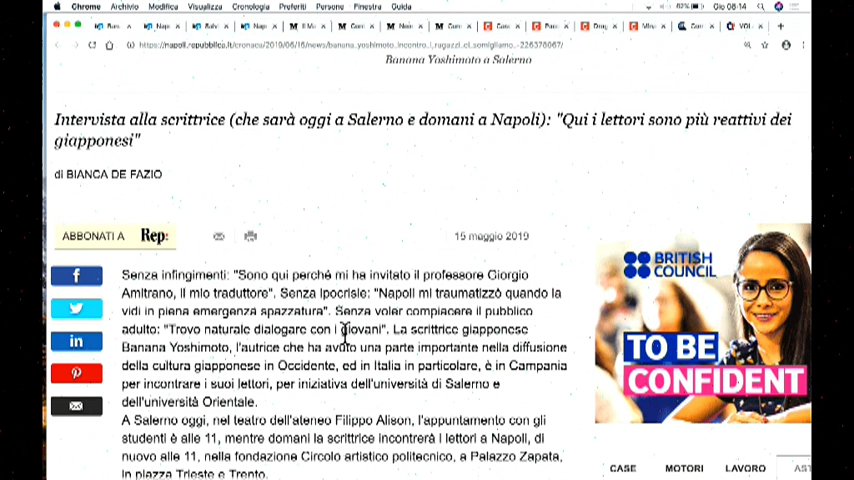 Chrome Archivio Modifica Visualizza Cronologia Preferiti Persone Finestra Guida
Gio 08:14
Banana Yoshimoto a Salerno
Intervista alla scrittrice (che sarà oggi a Salerno e domani a Napoli): "Qui i lettori sono più reattivi dei
giapponesi"
di BIANCA DE FAZIO
ABBONATI A Rep:
15 maggio 2019
Senza infingimenti: "Sono qui perché mi ha invitato il professore Giorgio
Amitrano, il mio traduttore". Senza ipocrisie: "Napoli mi traumatizzò quando la
vidi in piena emergenza spazzatura". Senza voler compiacere il pubblico
adulto: "Trovo naturale dialogare con i giovani". La scrittrice giapponese
Banana Yoshimoto, l'autrice che ha avuto una parte importante nella diffusione
della cultura giapponese in Occidente, ed in Italia in particolare, è in Campania
per incontrare i suoi lettori, per iniziativa dell'università di Salerno e
dell'università Orientale.
A Salerno oggi, nel teatro dell'ateneo Filippo Alison, l'appuntamento con gli
studenti è alle 11, mentre domani la scrittrice incontrerà i lettori a Napoli, di
nuovo alle 11, nella fondazione Circolo artistico politecnico, a Palazzo Zapata,
in piazza Trieste e Trento.
BRITISH
COUNCIL
TO BE
CONFIDENT
CASE MOTORI LAVORO AST